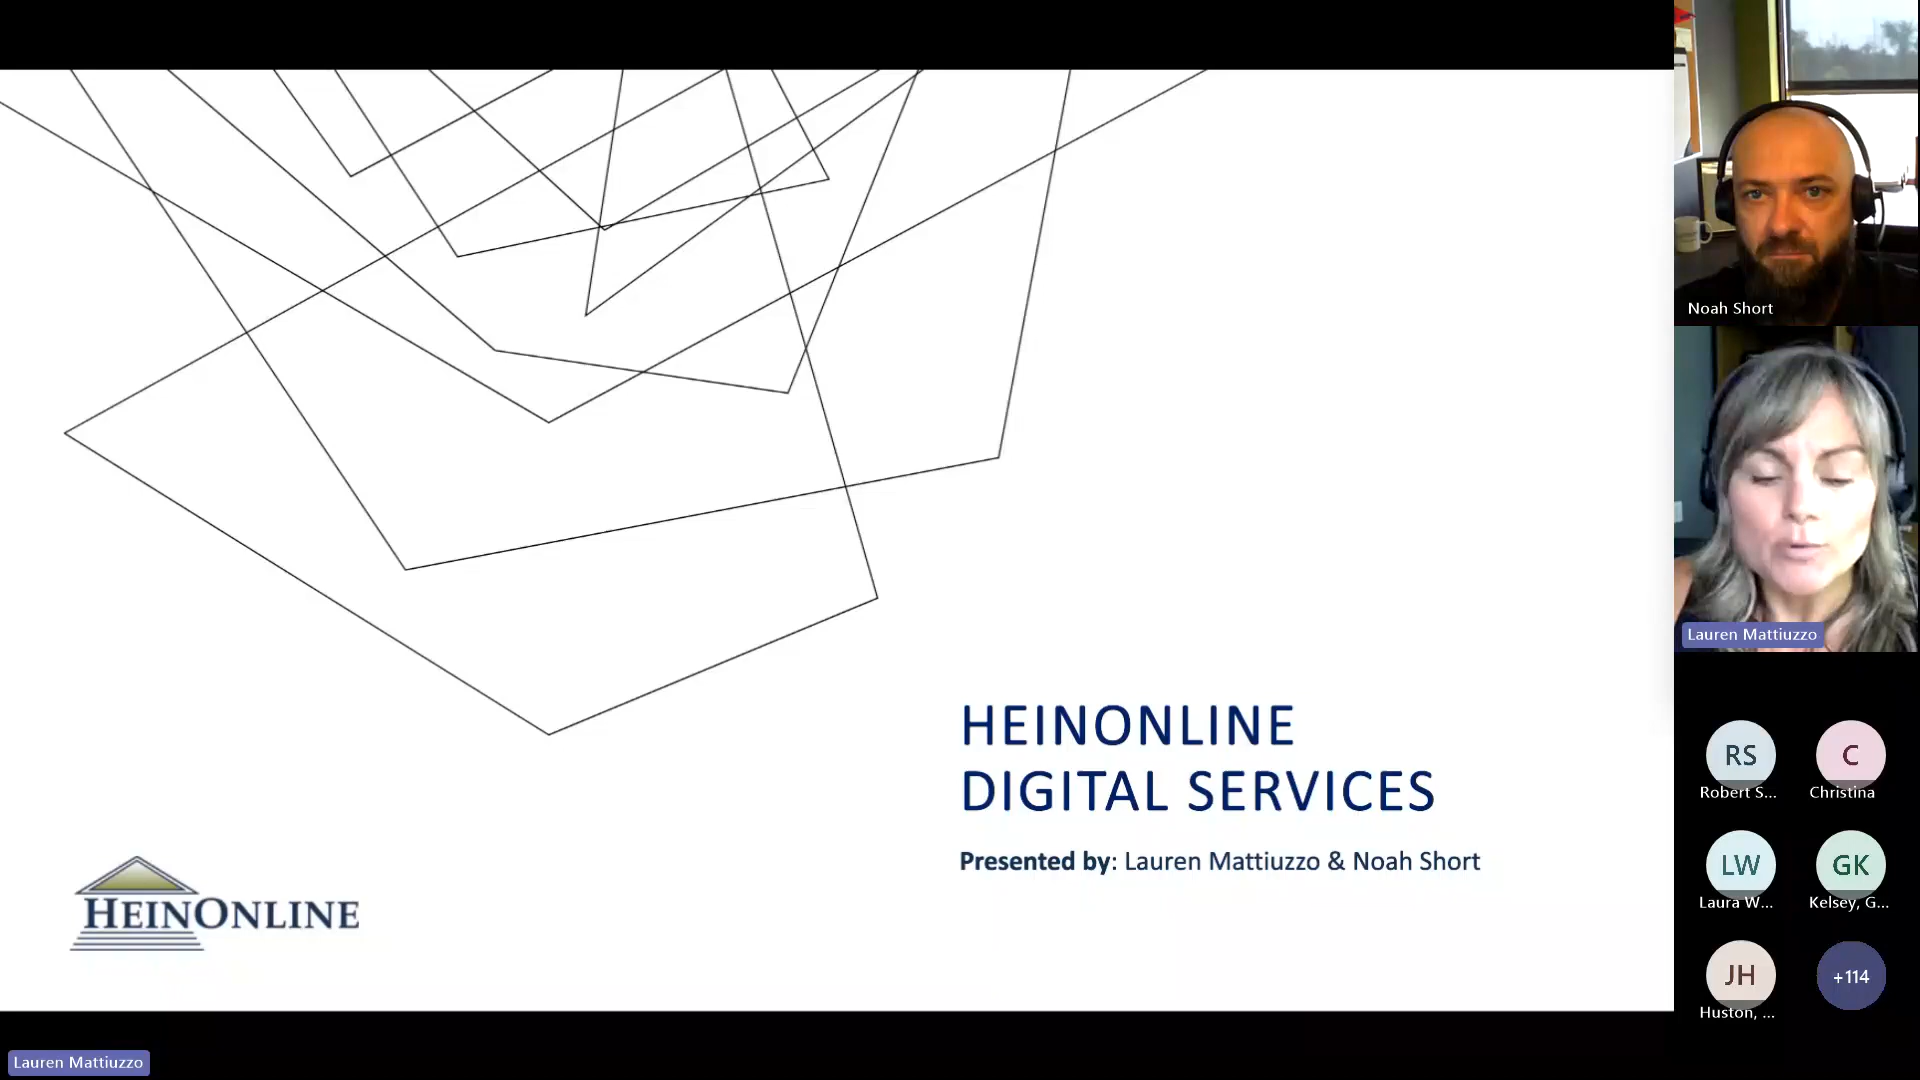 HEINONLINE
DIGITAL SERVICES
Presented by: Lauren Mattiuzzo & Noah Short
HEINONLINE
Noah Short
Lauren Mattiuzzo
RS
Robert S...
C
Christina
LW
Laura W...
GK
Kelsey, G...
JH
Huston, ...
+114
Lauren Mattiuzzo